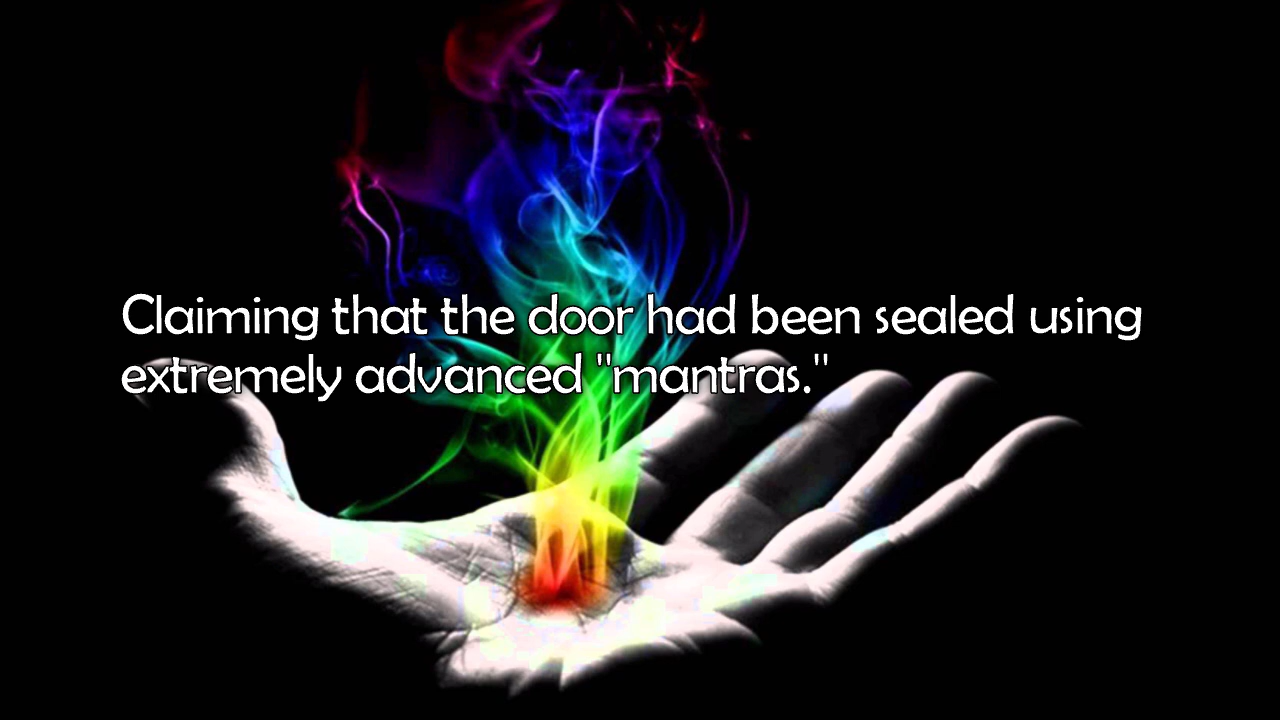 Claiming that the door had been sealed using
extremely advanced "mantras."